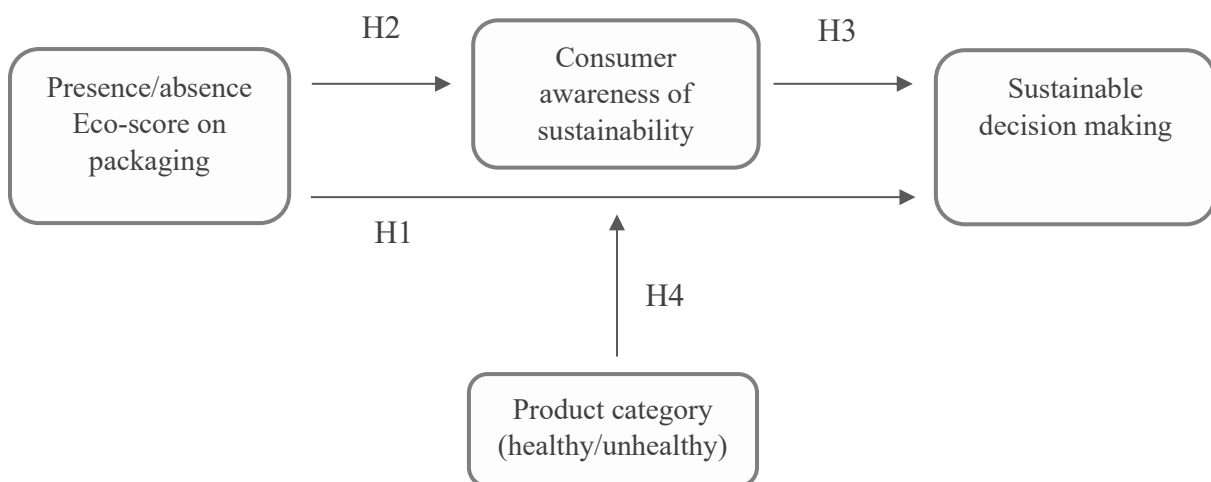 H2
H3
Presence/absence
Eco-score on
packaging
Consumer
awareness of
sustainability
Sustainable
decision making
H1
H4
Product category
(healthy/unhealthy)